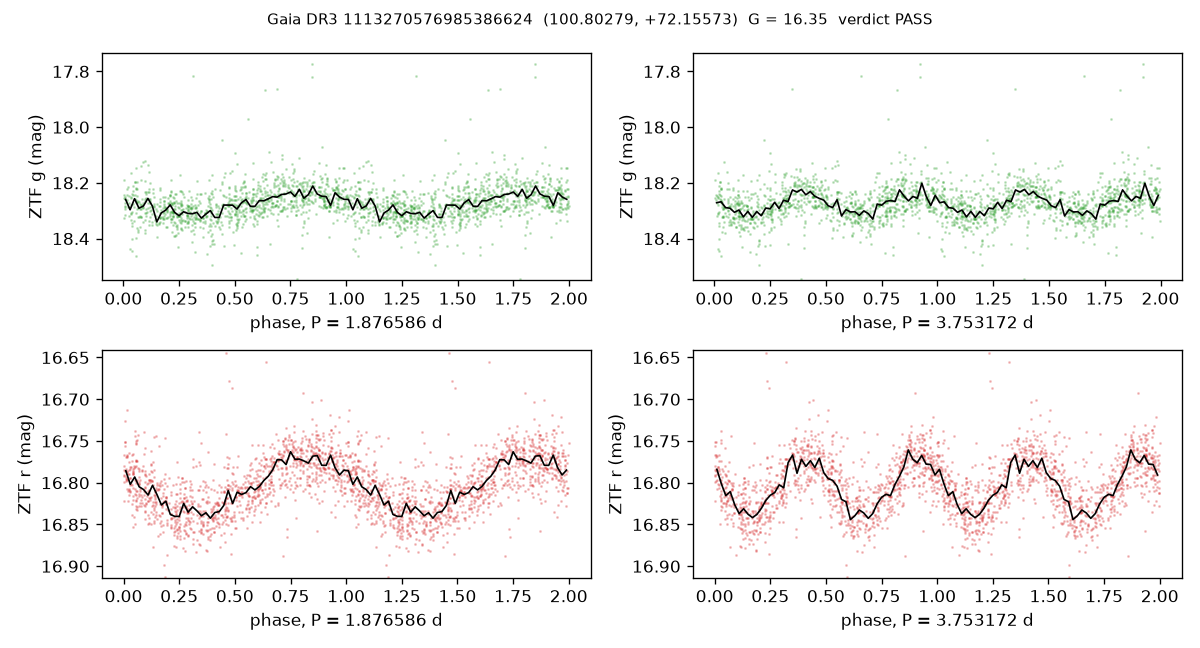 Gaia DR3 1113270576985386624 (100.80279, +72.15573) G = 16.35 verdict PASS
ZTF g (mag)
17.8
18.0
18.2
18.4
0.00 0.25 0.50 0.75 1.00 1.25 1.50 1.75 2.00
phase, P = 1.876586 d
ZTF g (mag)
17.8
18.0
18.2
18.4
0.00 0.25 0.50 0.75 1.00 1.25 1.50 1.75 2.00
phase, P = 3.753172 d
ZTF r (mag)
16.65
16.70
16.75
16.80
16.85
16.90
0.00 0.25 0.50 0.75 1.00 1.25 1.50 1.75 2.00
phase, P = 1.876586 d
ZTF r (mag)
16.65
16.70
16.75
16.80
16.85
16.90
0.00 0.25 0.50 0.75 1.00 1.25 1.50 1.75 2.00
phase, P = 3.753172 d